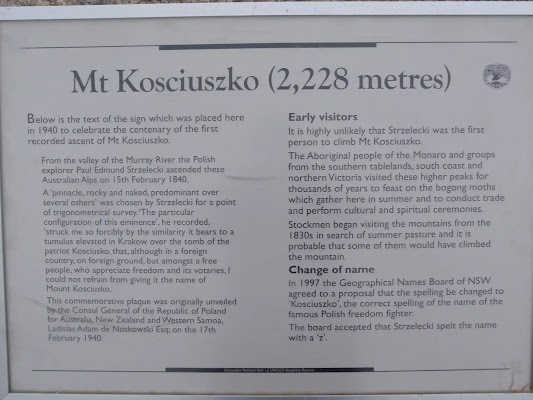 Mt Kosciuszko (2,228 metres)
Below is the text of the sign which was placed here
in 1940 to celebrate the centenary of the first
recorded ascent of Mt Kosciuszko.
From the valley of the Murray River the Polish
explorer Paul Edmund Strzelecki ascended these
Australian Alps on 15th February 1840.
A 'pinnacle, rocky and naked, predominant over
several others' was chosen by Strzelecki for a point
of trigonometrical survey. 'The particular
configuration of this eminence', he recorded,
'struck me so forcibly by the similarity it bears to a
tumulus elevated in Krakow over the tomb of the
patriot Kosciusko, that, although in a foreign
country, on foreign ground, but amongst a free
people, who appreciate freedom and its votaries, I
could not refrain from giving it the name of
Mount Kosciusko.
This commemorative plaque was originally unveiled
by the Consul General of the Republic of Poland
for Australia, New Zealand and Western Samoa,
Ladislas Adam de Noskowski Esq; on the 17th
February 1940.
Early visitors
It is highly unlikely that Strzelecki was the first
person to climb Mt Kosciuszko.
The Aboriginal people of the Monaro and groups
from the southern tablelands, south coast and
northern Victoria visited these higher peaks for
thousands of years to feast on the bogong moths
which gather here in summer and to conduct trade
and perform cultural and spiritual ceremonies.
Stockmen began visiting the mountains from the
1830s in search of summer pasture and it is
probable that some of them would have climbed
the mountain.
Change of name
In 1997 the Geographical Names Board of NSW
agreed to a proposal that the spelling be changed to
'Kosciuszko', the correct spelling of the name of the
famous Polish freedom fighter.
The board accepted that Strzelecki spelt the name
with a 'z'.
Kosciuszko National Park - a UNESCO Biosphere Reserve